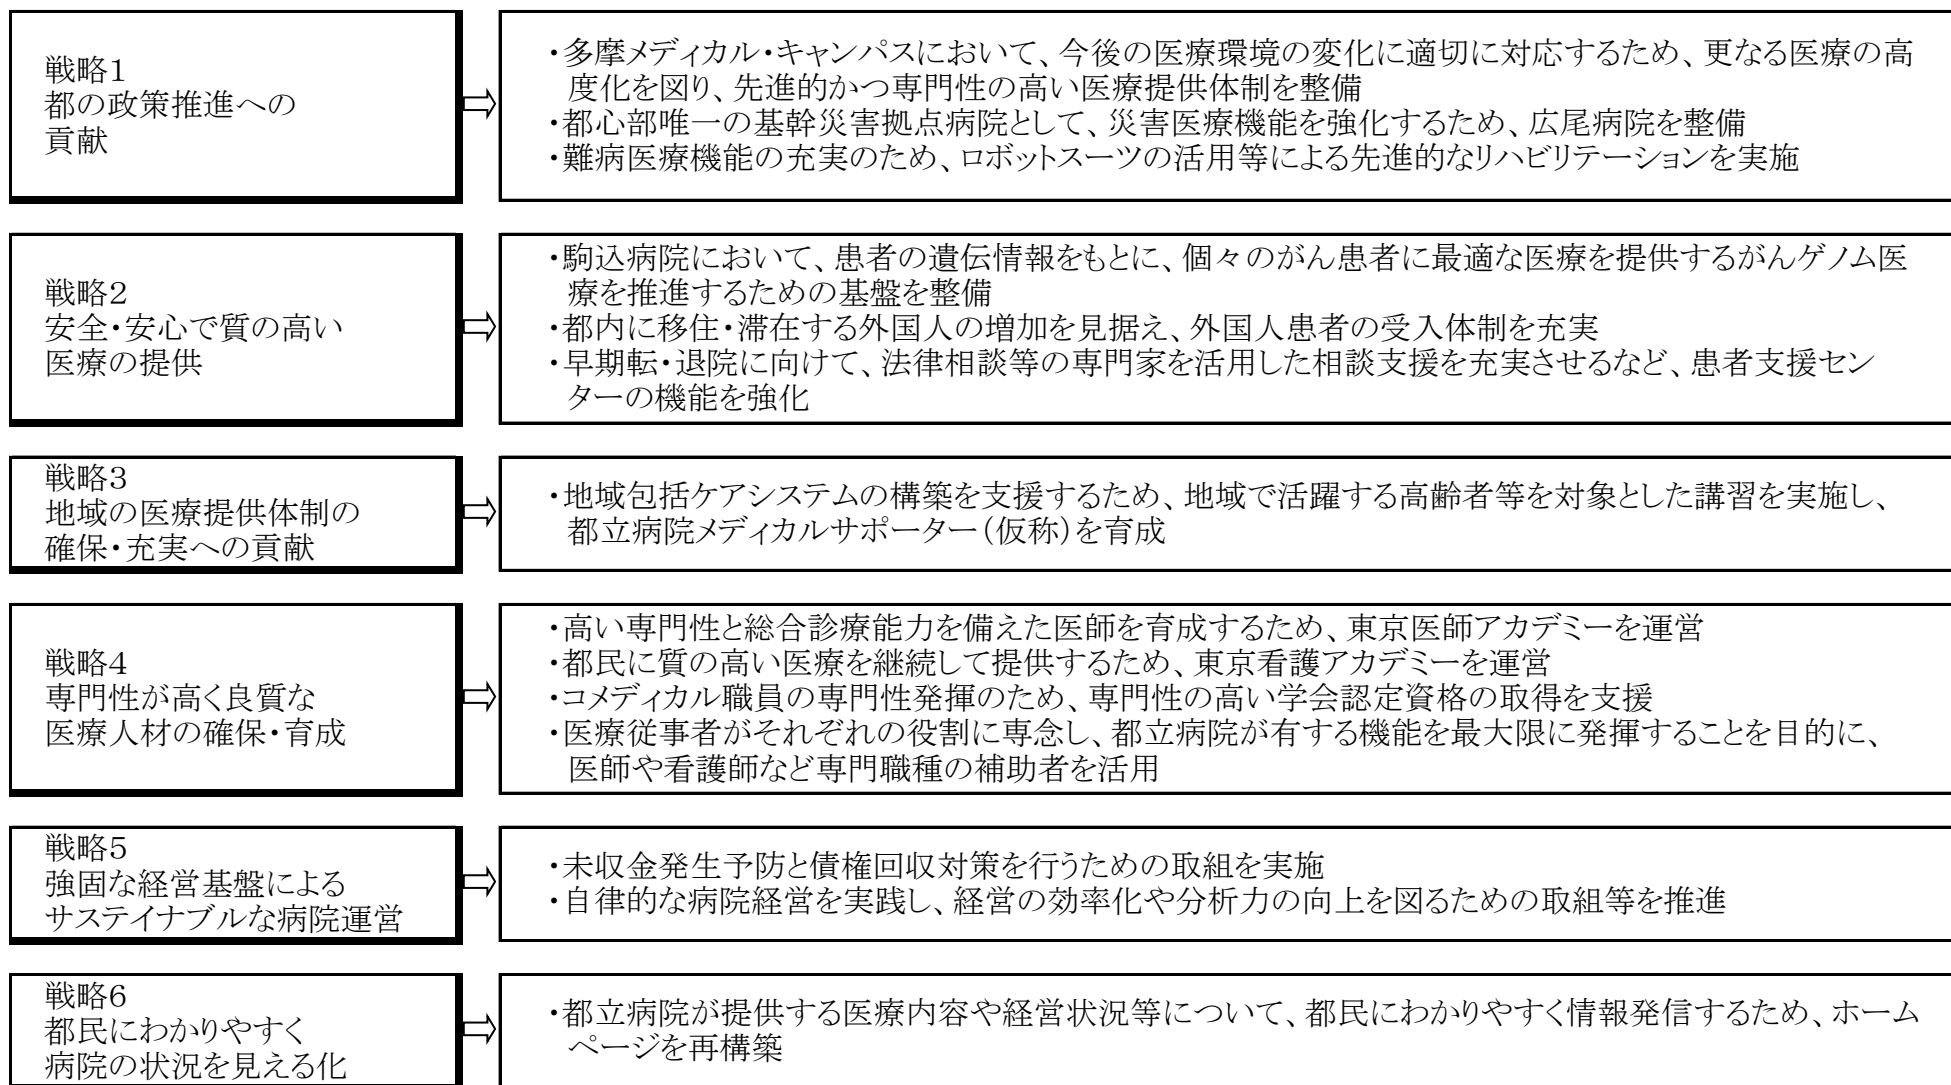 戦略1
都の政策推進への
貢献
・多摩メディカル・キャンパスにおいて、今後の医療環境の変化に適切に対応するため、更なる医療の高
度化を図り、先進的かつ専門性の高い医療提供体制を整備
・都心部唯一の基幹災害拠点病院として、災害医療機能を強化するため、広尾病院を整備
・難病医療機能の充実のため、ロボットスーツの活用等による先進的なリハビリテーションを実施
戦略2
安全・安心で質の高い
医療の提供
・駒込病院において、患者の遺伝情報をもとに、個々のがん患者に最適な医療を提供するがんゲノム医
療を推進するための基盤を整備
・都内に移住・滞在する外国人の増加を見据え、外国人患者の受入体制を充実
・早期転・退院に向けて、法律相談等の専門家を活用した相談支援を充実させるなど、患者支援セン
ターの機能を強化
戦略3
地域の医療提供体制の
確保・充実への貢献
・地域包括ケアシステムの構築を支援するため、地域で活躍する高齢者等を対象とした講習を実施し、
都立病院メディカルサポーター(仮称)を育成
戦略4
専門性が高く良質な
医療人材の確保・育成
・高い専門性と総合診療能力を備えた医師を育成するため、東京医師アカデミーを運営
・都民に質の高い医療を継続して提供するため、東京看護アカデミーを運営
・コメディカル職員の専門性発揮のため、専門性の高い学会認定資格の取得を支援
・医療従事者がそれぞれの役割に専念し、都立病院が有する機能を最大限に発揮することを目的に、
医師や看護師など専門職種の補助者を活用
戦略5
強固な経営基盤による
サステイナブルな病院運営
・未収金発生予防と債権回収対策を行うための取組を実施
・自律的な病院経営を実践し、経営の効率化や分析力の向上を図るための取組等を推進
戦略6
都民にわかりやすく
病院の状況を見える化
・都立病院が提供する医療内容や経営状況等について、都民にわかりやすく情報発信するため、ホーム
ページを再構築